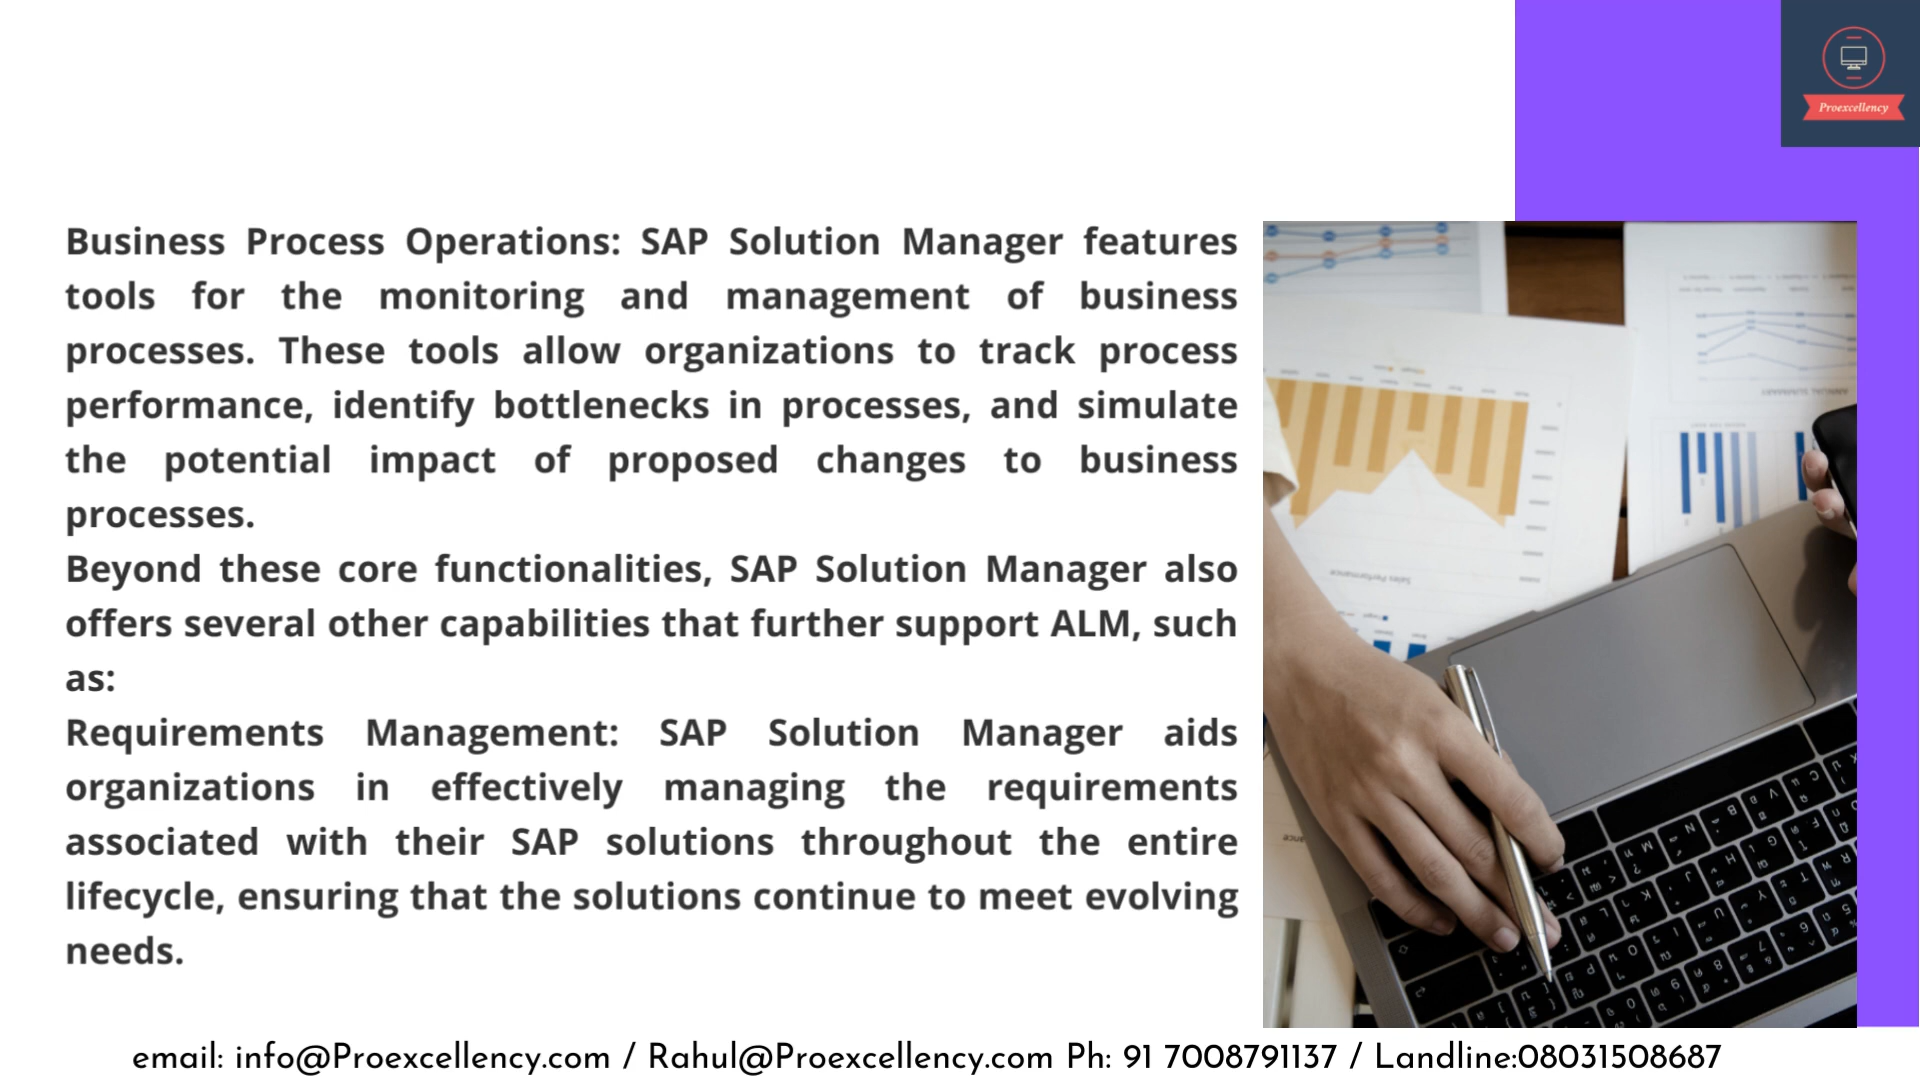 Proexcellency
Business Process Operations: SAP Solution Manager features
tools for the monitoring and management of business
processes. These tools allow organizations to track process
performance, identify bottlenecks in processes, and simulate
the potential impact of proposed changes to business
processes.
Beyond these core functionalities, SAP Solution Manager also
offers several other capabilities that further support ALM, such
as:
Requirements Management: SAP Solution Manager aids
organizations in effectively managing the requirements
associated with their SAP solutions throughout the entire
lifecycle, ensuring that the solutions continue to meet evolving
needs.
ANNUAL SUMMARY
Sales Performance
email: info@Proexcellency.com / Rahul@Proexcellency.com Ph: 91 7008791137 / Landline:08031508687